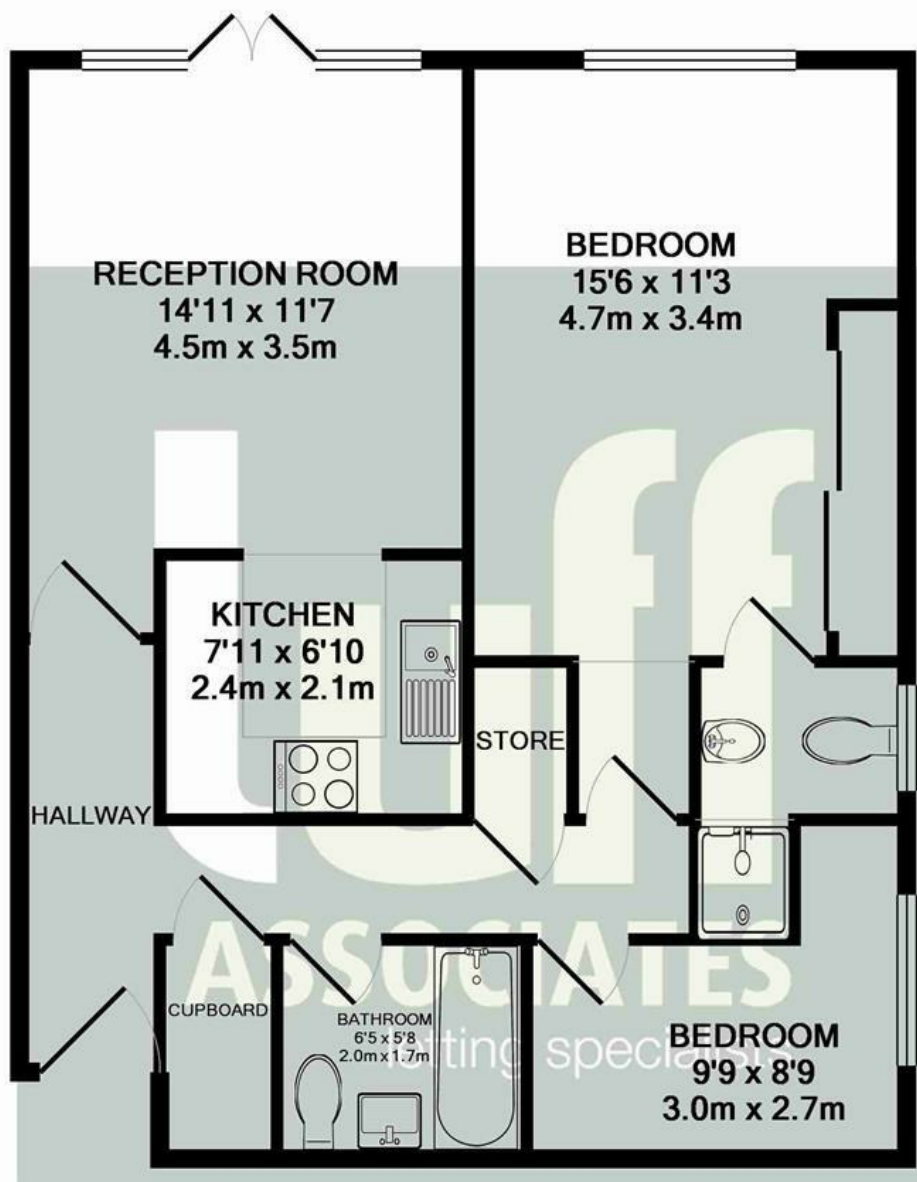 RECEPTION ROOM
14'11 x 11'7
4.5m x 3.5m
BEDROOM
15'6 x 11'3
4.7m x 3.4m
KITCHEN
7'11 x 6'10
2.4m x 2.1m
STORE
HALLWAY
CUPBOARD
BATHROOM
6'5 x 5'8
2.0m x 1.7m
BEDROOM
9'9 x 8'9
3.0m x 2.7m
luff
ASSOCIATES
letting specialists